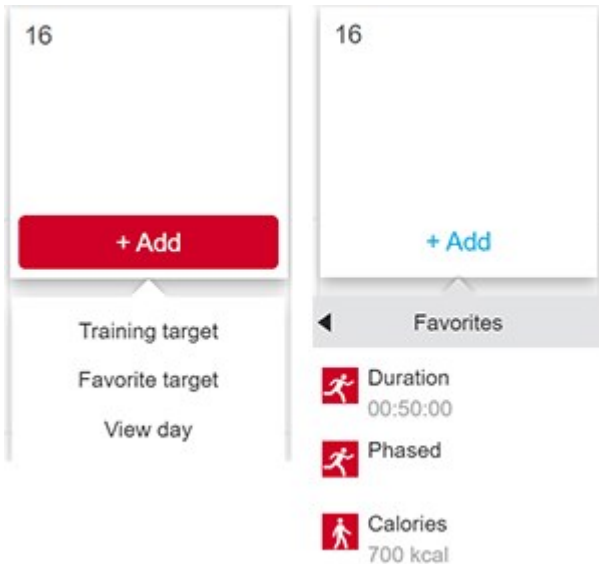 16
+ Add
Training target
Favorite target
View day
16
+ Add
Favorites
Duration
00:50:00
Phased
Calories
700 kcal